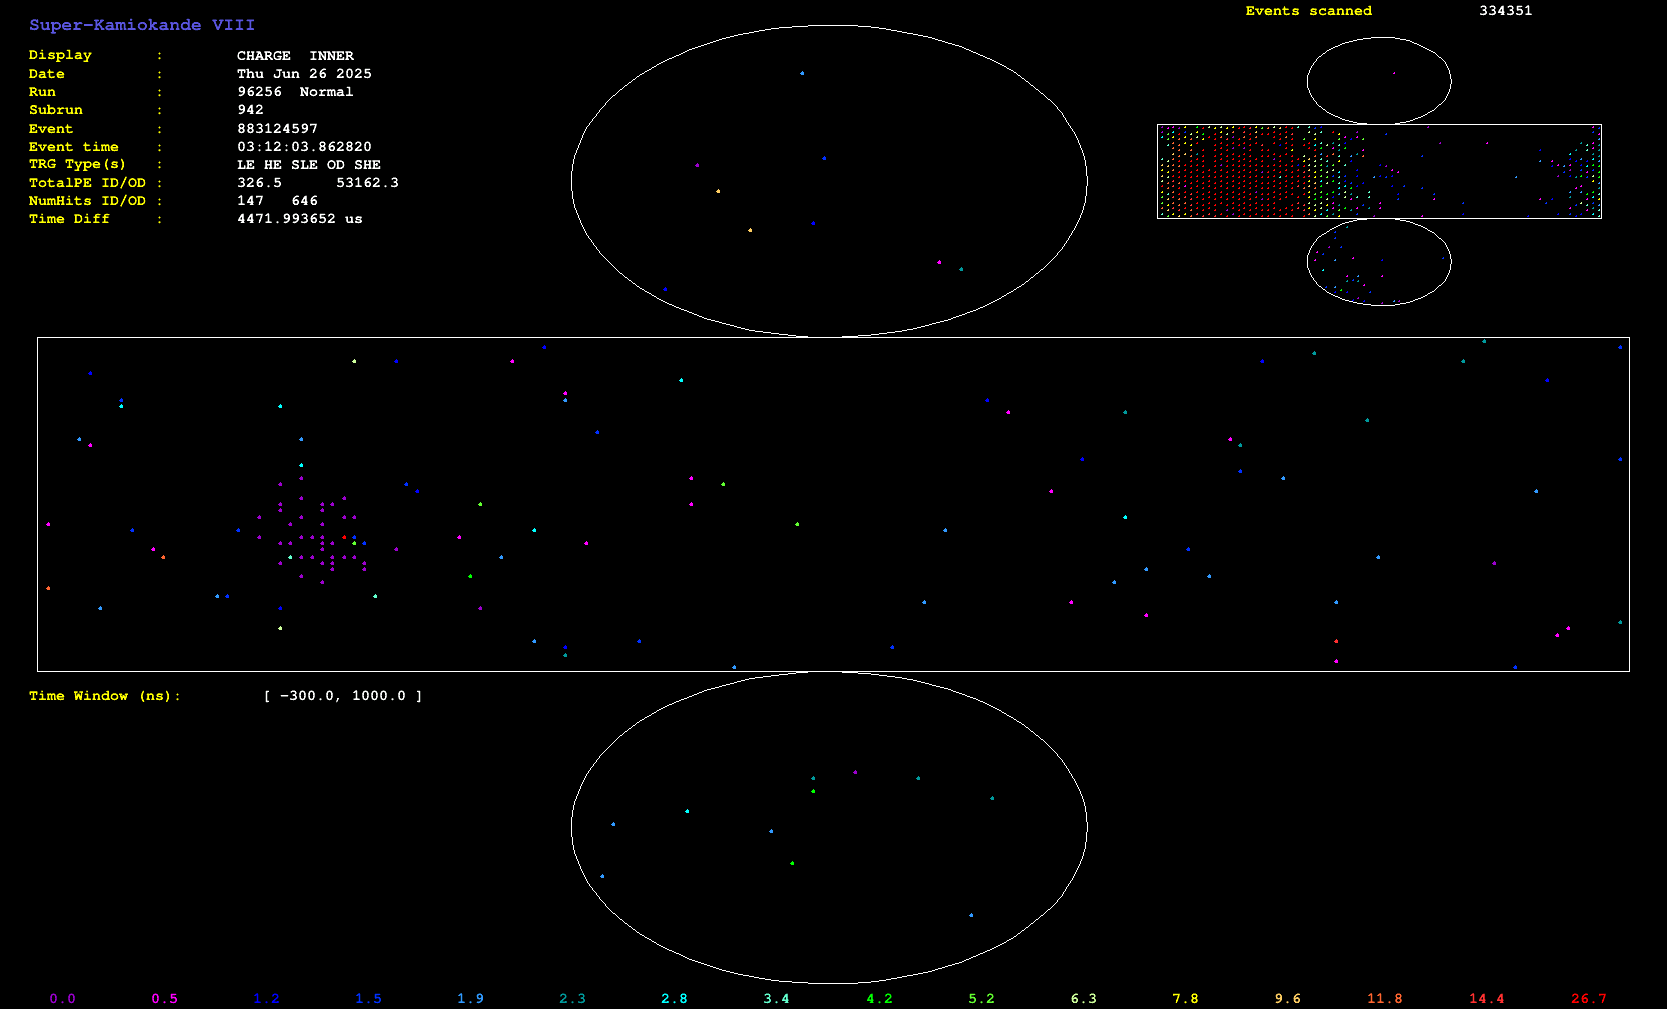 Super-Kamiokande VIII
Events scanned 334351
Display : CHARGE INNER
Date : Thu Jun 26 2025
Run : 96256 Normal
Subrun : 942
Event : 883124597
Event time : 03:12:03.862820
TRG Type(s) : LE HE SLE OD SHE
TotalPE ID/OD : 326.5 53162.3
NumHits ID/OD : 147 646
Time Diff : 4471.993652 us
Time Window (ns): [ -300.0, 1000.0 ]
0.0 0.5 1.2 1.5 1.9 2.3 2.8 3.4 4.2 5.2 6.3 7.8 9.6 11.8 14.4 26.7